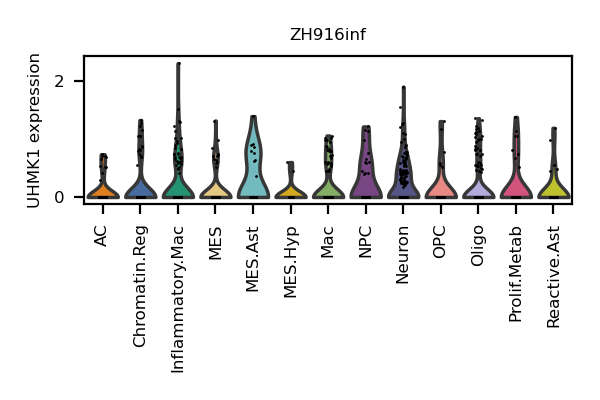 ZH916inf
UHMK1 expression
2
0
AC
Chromatin.Reg
Inflammatory.Mac
MES
MES.Ast
MES.Hyp
Mac
NPC
Neuron
OPC
Oligo
Prolif.Metab
Reactive.Ast